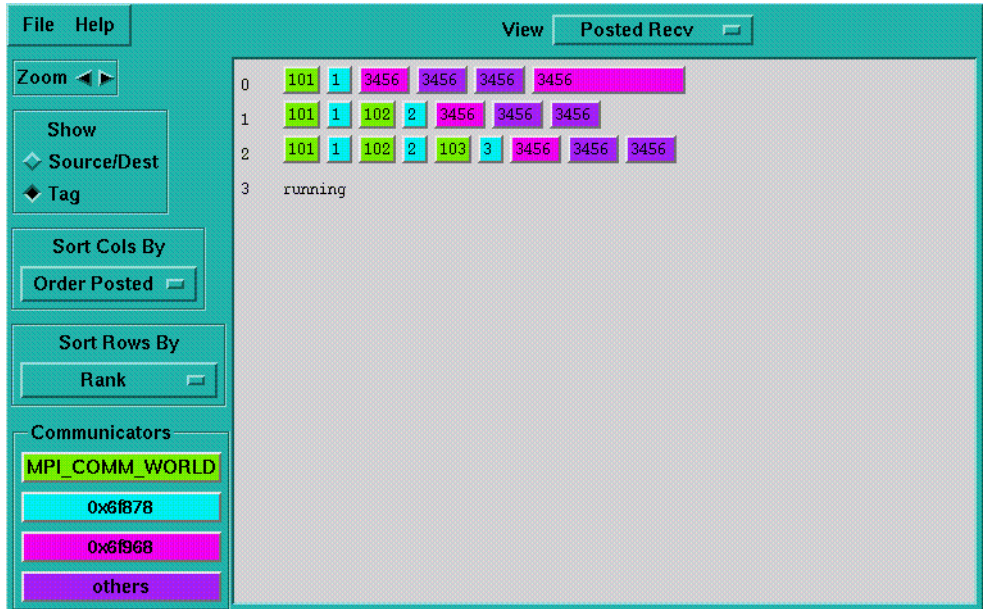 File Help
View Posted Recv
Zoom
Show
Source/Dest
Tag
Sort Cols By
Order Posted
Sort Rows By
Rank
Communicators
MPI_COMM_WORLD
0x6f878
0x6f968
others
0 101 1 3456 3456 3456 3456
1 101 1 102 2 3456 3456 3456
2 101 1 102 2 103 3 3456 3456 3456
3 running